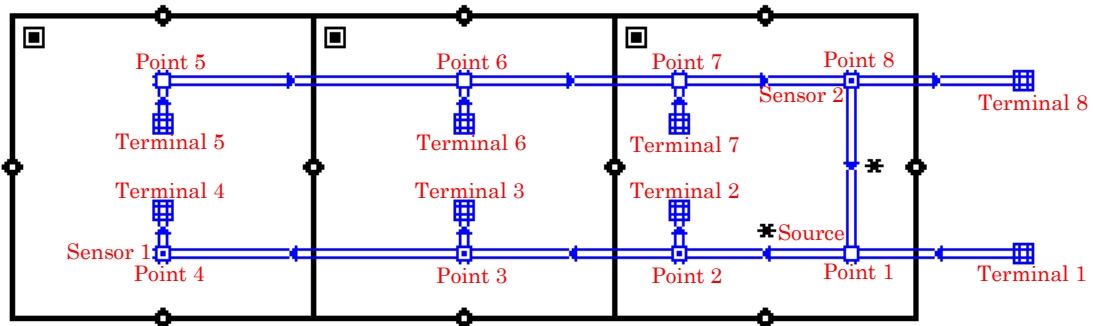 Point 5
Point 6
Point 7
Point 8
Sensor 2
Terminal 8
Terminal 5
Terminal 6
Terminal 7
Terminal 4
Terminal 3
Terminal 2
Sensor 1
Source
Point 4
Point 3
Point 2
Point 1
Terminal 1